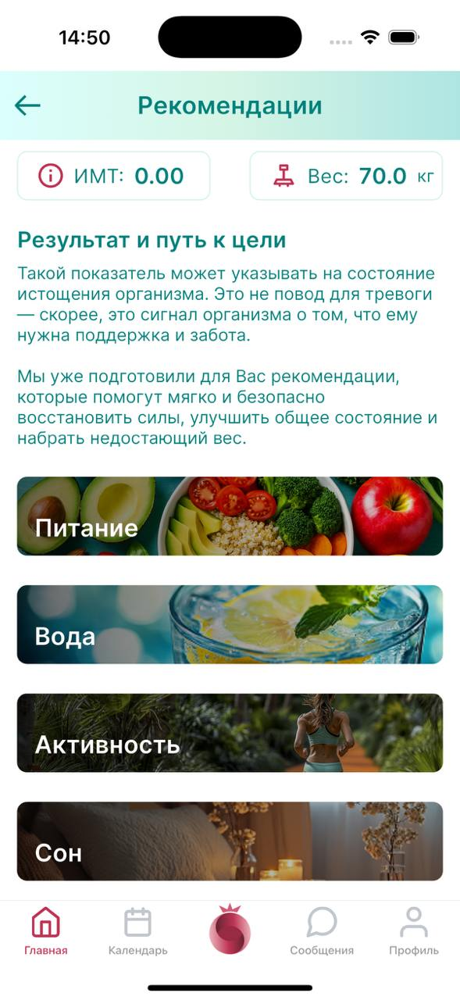 14:50
Рекомендации
ИМТ: 0.00
Вес: 70.0 кг
Результат и путь к цели
Такой показатель может указывать на состояние
истощения организма. Это не повод для тревоги
— скорее, это сигнал организма о том, что ему
нужна поддержка и забота.
Мы уже подготовили для Вас рекомендации,
которые помогут мягко и безопасно
восстановить силы, улучшить общее состояние и
набрать недостающий вес.
Питание
Вода
Активность
Сон
Главная
Календарь
Сообщения
Профиль